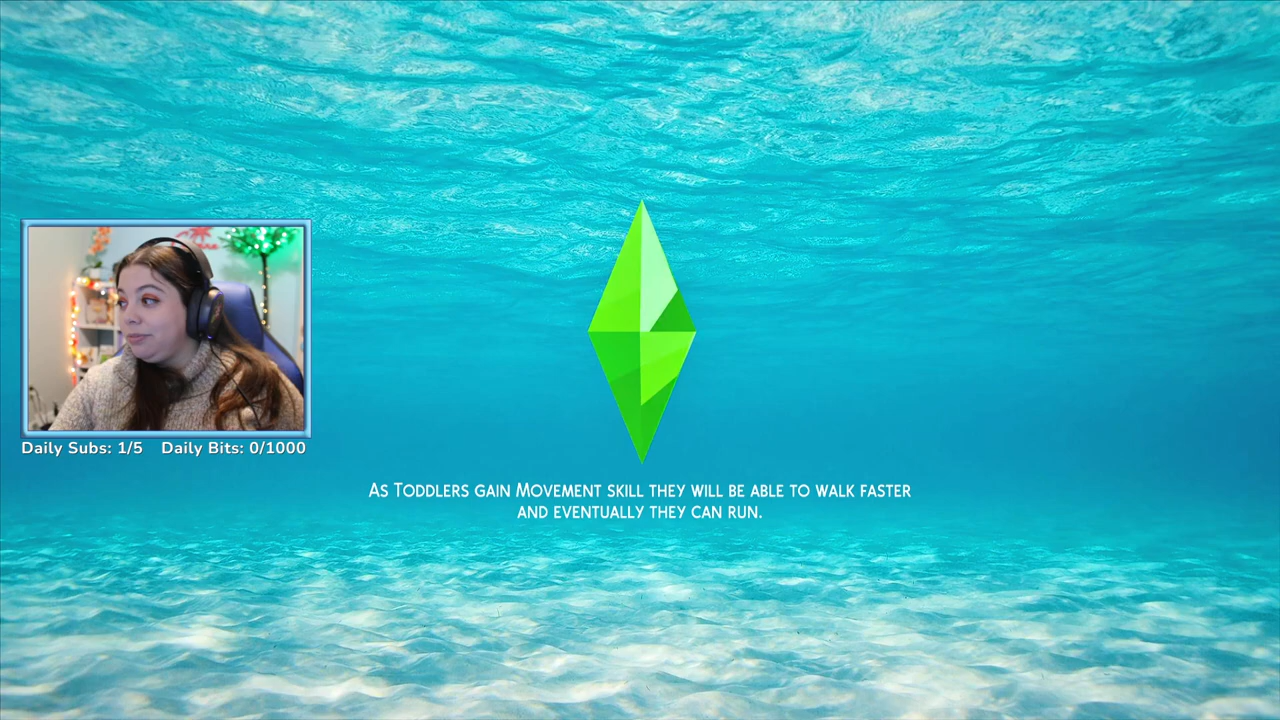 Daily Subs: 1/5 Daily Bits: 0/1000
As Toddlers gain Movement skill they will be able to walk faster
and eventually they can run.